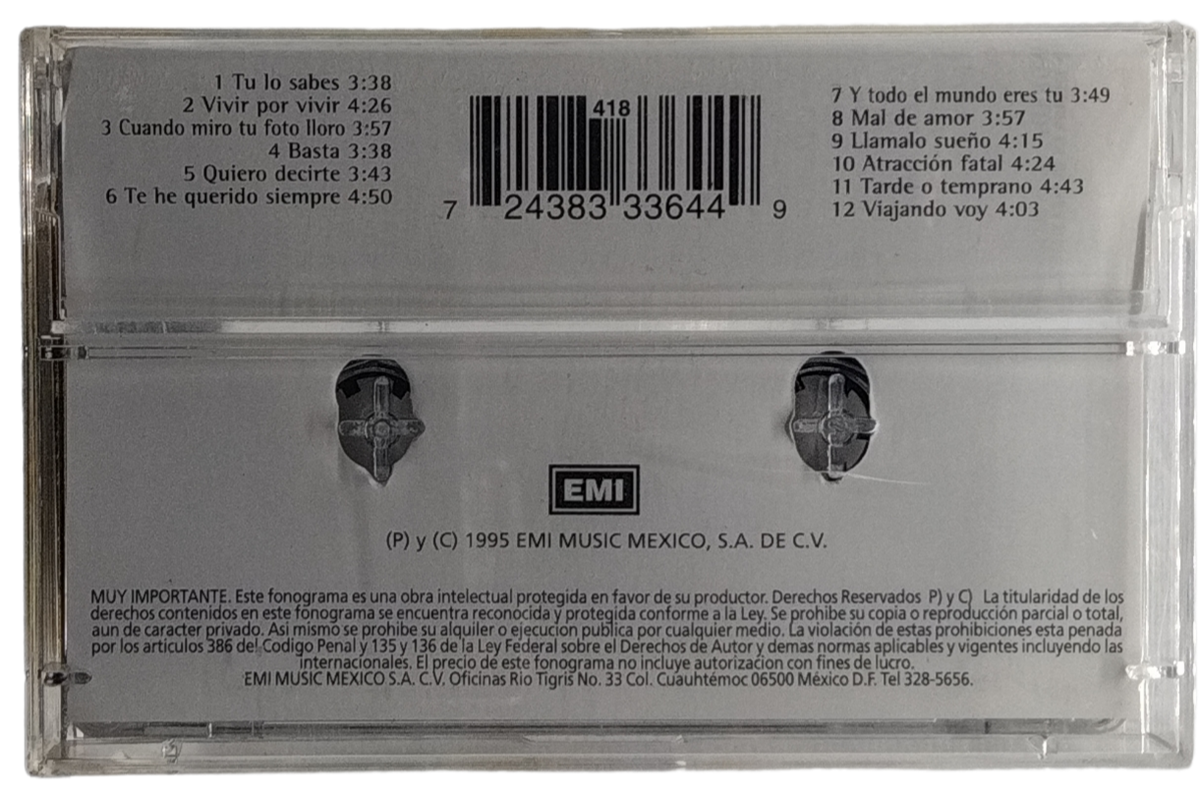 1 Tu lo sabes 3:38
2 Vivir por vivir 4:26
3 Cuando miro tu foto lloro 3:57
4 Basta 3:38
5 Quiero decirte 3:43
6 Te he querido siempre 4:50
418
7 24383 33644 9
7 Y todo el mundo eres tu 3:49
8 Mal de amor 3:57
9 Llamalo sueño 4:15
10 Atracción fatal 4:24
11 Tarde o temprano 4:43
12 Viajando voy 4:03
EMI
(P) y (C) 1995 EMI MUSIC MEXICO, S.A. DE C.V.
MUY IMPORTANTE. Este fonograma es una obra intelectual protegida en favor de su productor. Derechos Reservados P) y C) La titularidad de los
derechos contenidos en este fonograma se encuentra reconocida y protegida conforme a la Ley. Se prohibe su copia o reproducción parcial o total,
aun de caracter privado. Asi mismo se prohibe su alquiler o ejecucion publica por cualquier medio. La violación de estas prohibiciones esta penada
por los articulos 386 del Codigo Penal y 135 y 136 de la Ley Federal sobre el Derechos de Autor y demas normas aplicables y vigentes incluyendo las
internacionales. El precio de este fonograma no incluye autorizacion con fines de lucro.
EMI MUSIC MEXICO S.A. C.V. Oficinas Rio Tigris No. 33 Col. Cuauhtémoc 06500 México D.F. Tel 328-5656.